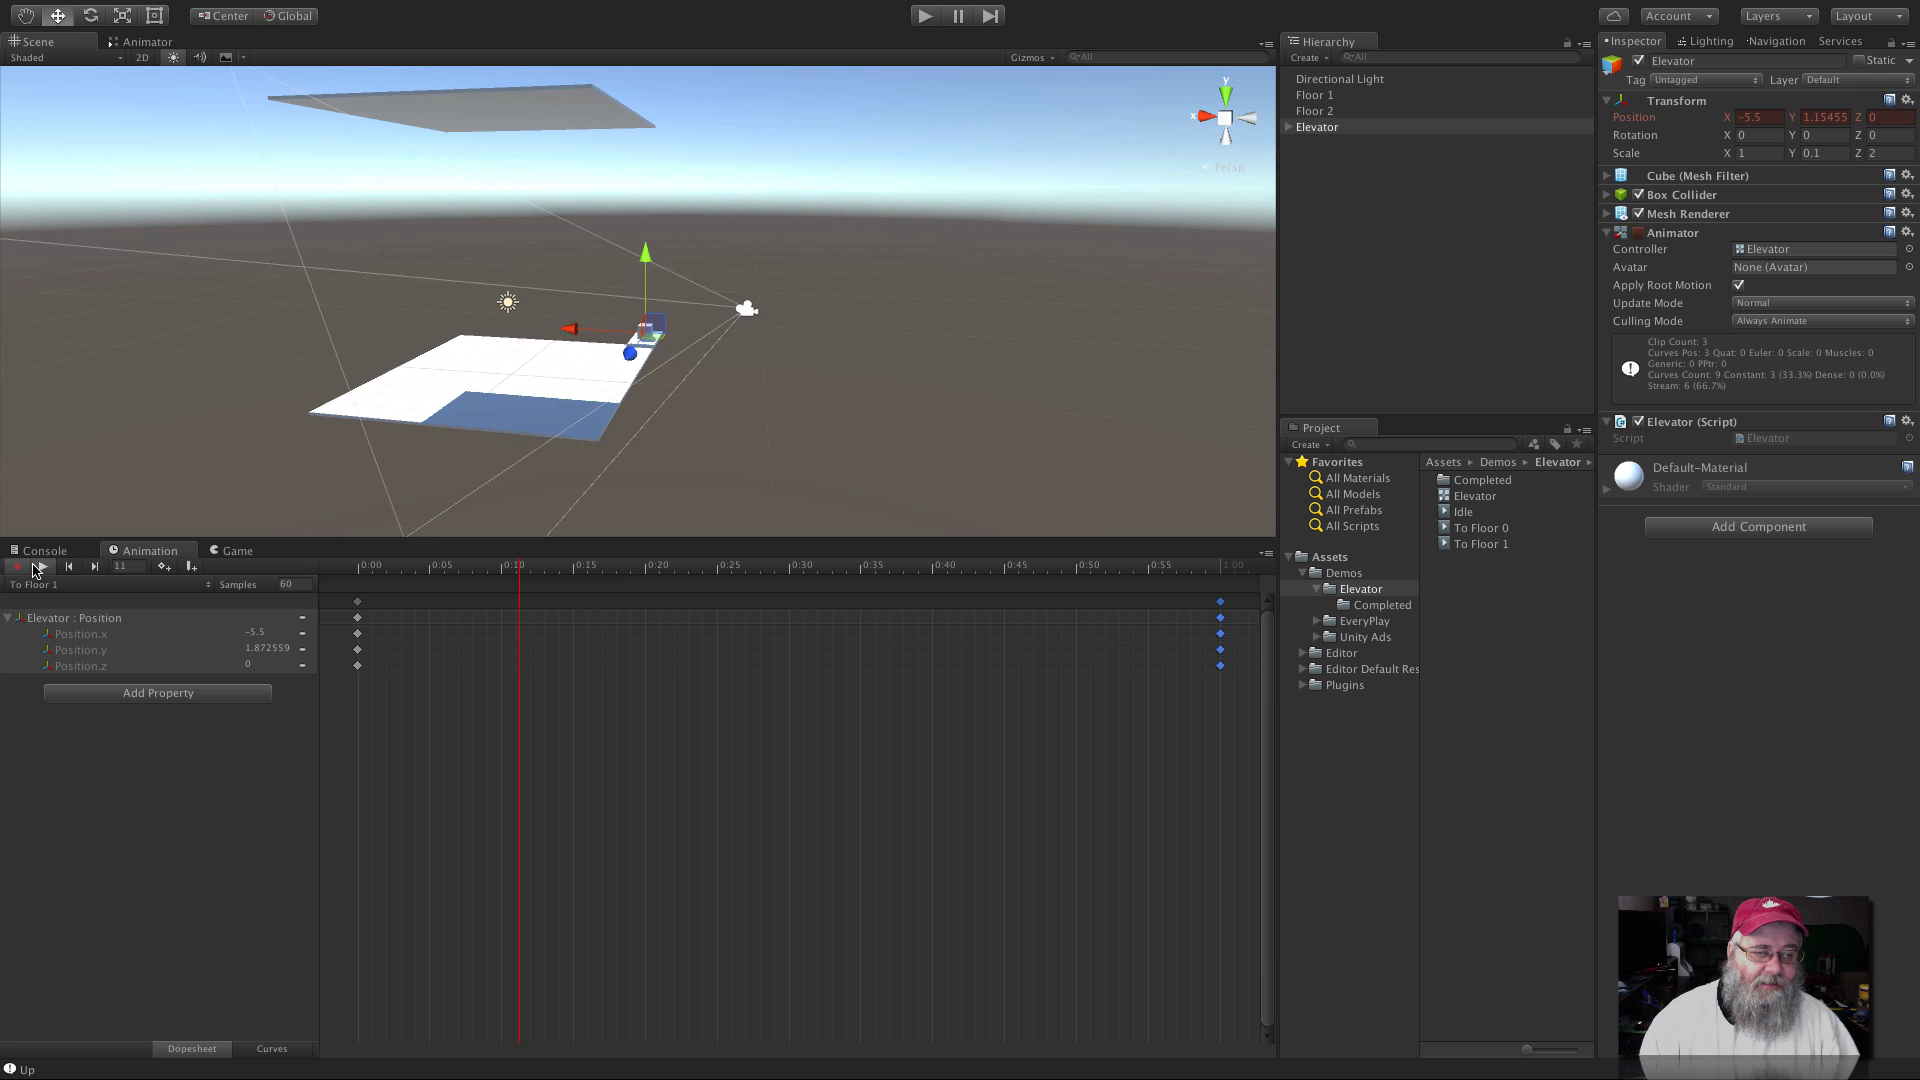 Center Global
Account Layers Layout
Scene Animator
Shaded 2D Gizmos All
y
x
Persp
Hierarchy
Create All
Directional Light
Floor 1
Floor 2
Elevator
Console Animation Game
11
To Floor 1 Samples 60
0:00 0:05 0:10 0:15 0:20 0:25 0:30 0:35 0:40 0:45 0:50 0:55 1:00
Elevator : Position
Position.x -5.5
Position.y 1.872559
Position.z 0
Add Property
Dopesheet Curves
Up
Project
Create
Favorites
All Materials
All Models
All Prefabs
All Scripts
Assets
Demos
Elevator
Completed
EveryPlay
Unity Ads
Editor
Editor Default Res
Plugins
Assets Demos Elevator
Completed
Elevator
Idle
To Floor 0
To Floor 1
Inspector Lighting Navigation Services
Elevator Static
Tag Untagged Layer Default
Transform
Position X -5.5 Y 1.15455 Z 0
Rotation X 0 Y 0 Z 0
Scale X 1 Y 0.1 Z 2
Cube (Mesh Filter)
Box Collider
Mesh Renderer
Animator
Controller Elevator
Avatar None (Avatar)
Apply Root Motion
Update Mode Normal
Culling Mode Always Animate
Clip Count: 3
Curves Pos: 3 Quat: 0 Euler: 0 Scale: 0 Muscles: 0
Generic: 0 PPtr: 0
Curves Count: 9 Constant: 3 (33.3%) Dense: 0 (0.0%)
Stream: 6 (66.7%)
Elevator (Script)
Script Elevator
Default-Material
Shader Standard
Add Component